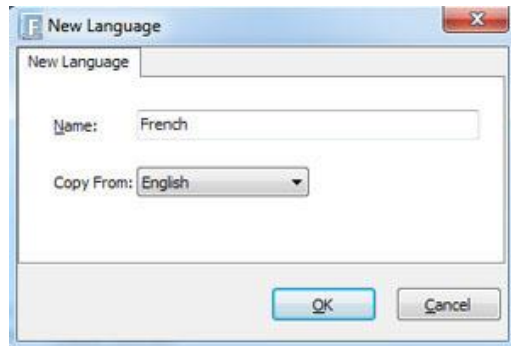 New Language
New Language
Name: French
Copy From: English
OK Cancel